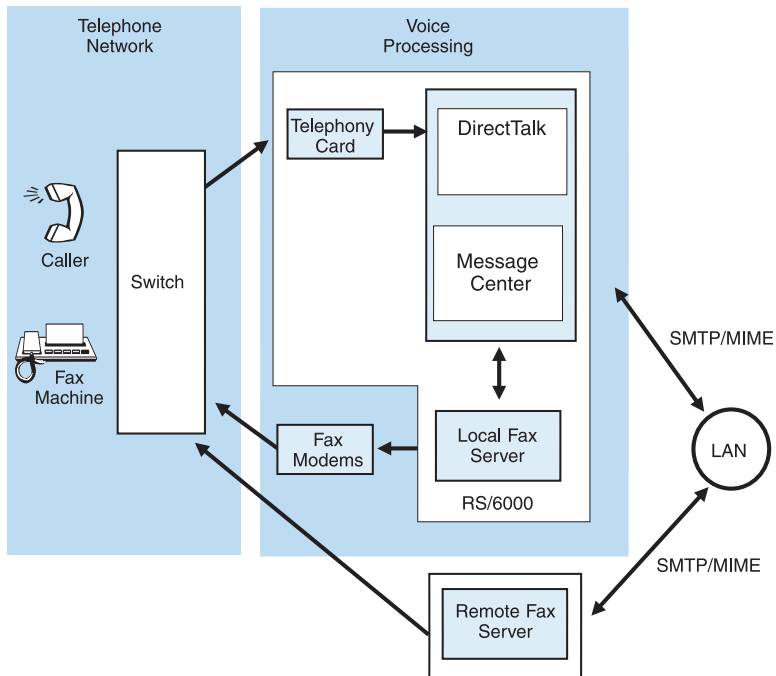 Telephone
Network
Voice
Processing
Telephony
Card
DirectTalk
Caller
Switch
Message
Center
SMTP/MIME
Fax
Machine
Fax
Modems
Local Fax
Server
LAN
RS/6000
SMTP/MIME
Remote Fax
Server